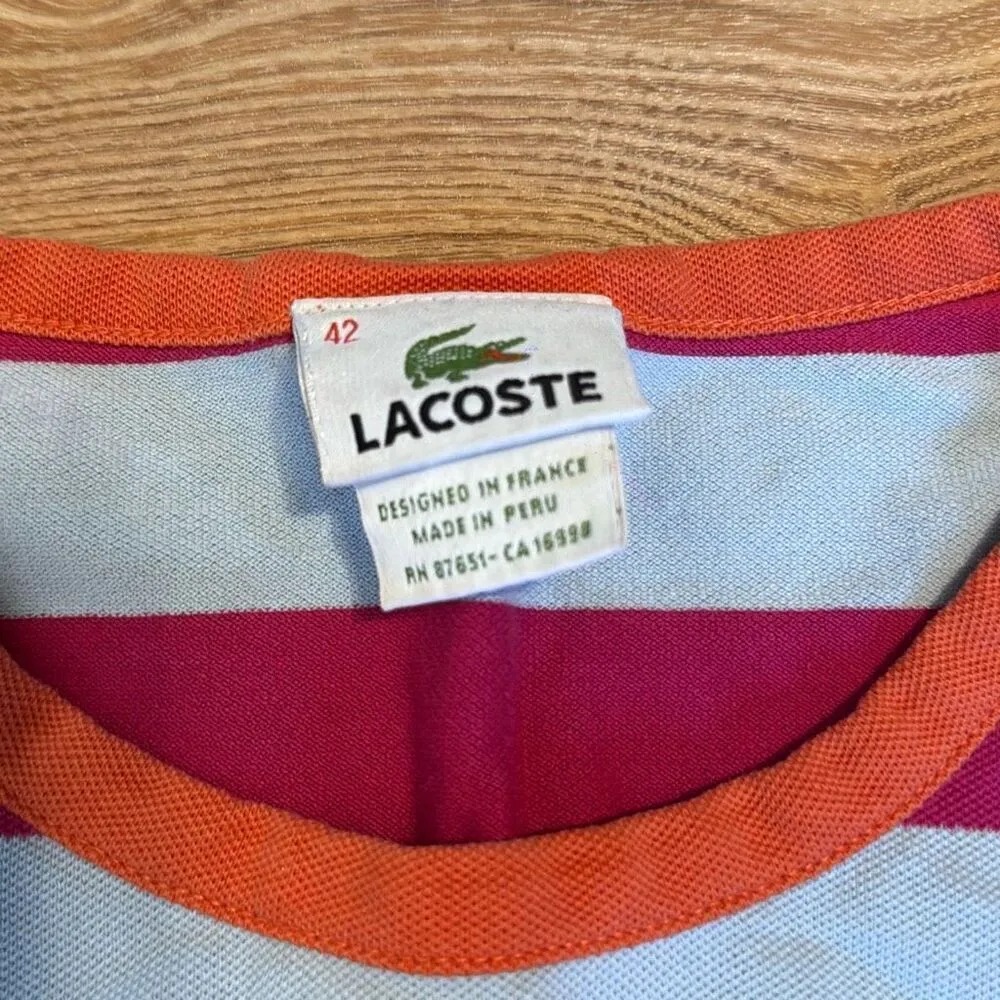 42
LACOSTE
DESIGNED IN FRANCE
MADE IN PERU
RN 87651- CA 16998